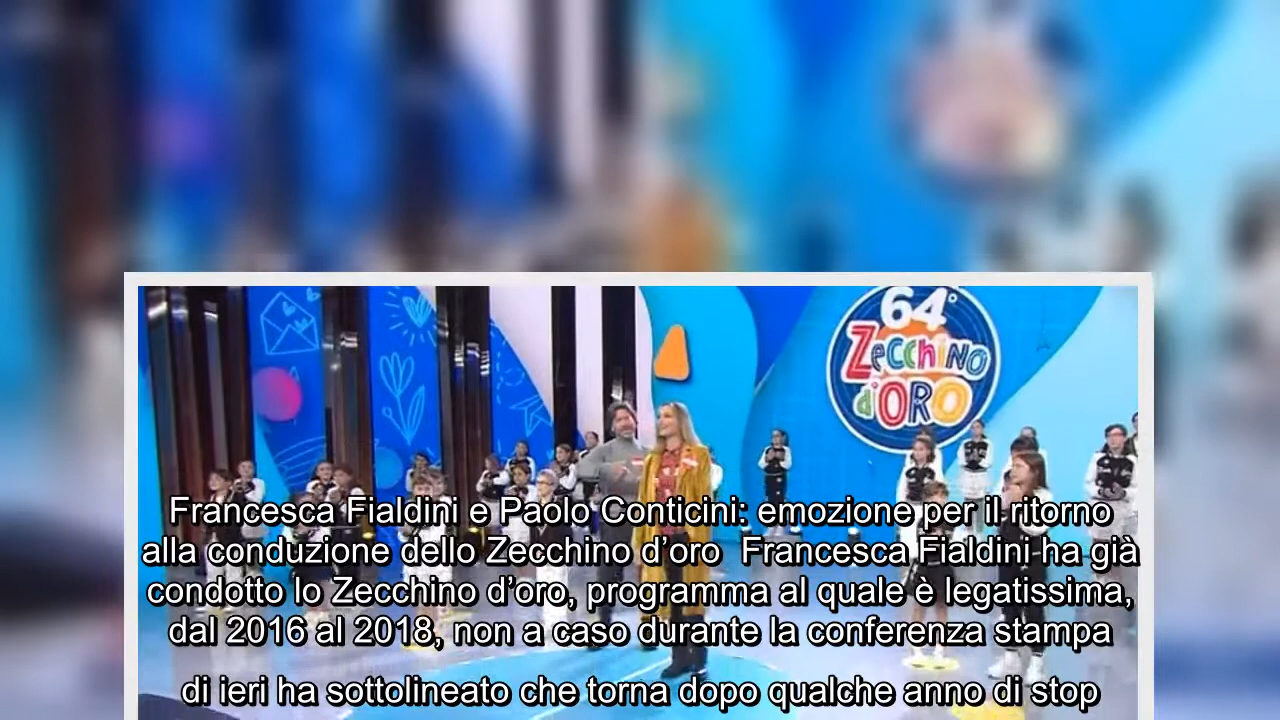 64°
ZeCCHiNO
d'ORO
Francesca Fialdini e Paolo Conticini: emozione per il ritorno
alla conduzione dello Zecchino d’oro  Francesca Fialdini ha già
condotto lo Zecchino d’oro, programma al quale è legatissima,
dal 2016 al 2018, non a caso durante la conferenza stampa
di ieri ha sottolineato che torna dopo qualche anno di stop